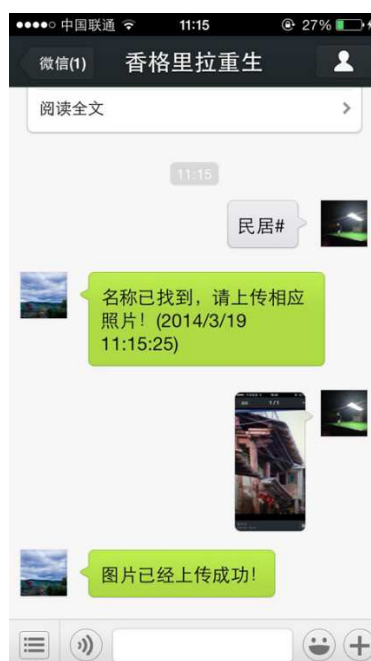 中国联通 11:15 27%
微信(1) 香格里拉重生
阅读全文
11:15
民居#
名称已找到，请上传相应
照片！(2014/3/19
11:15:25)
1/1
图片已经上传成功！